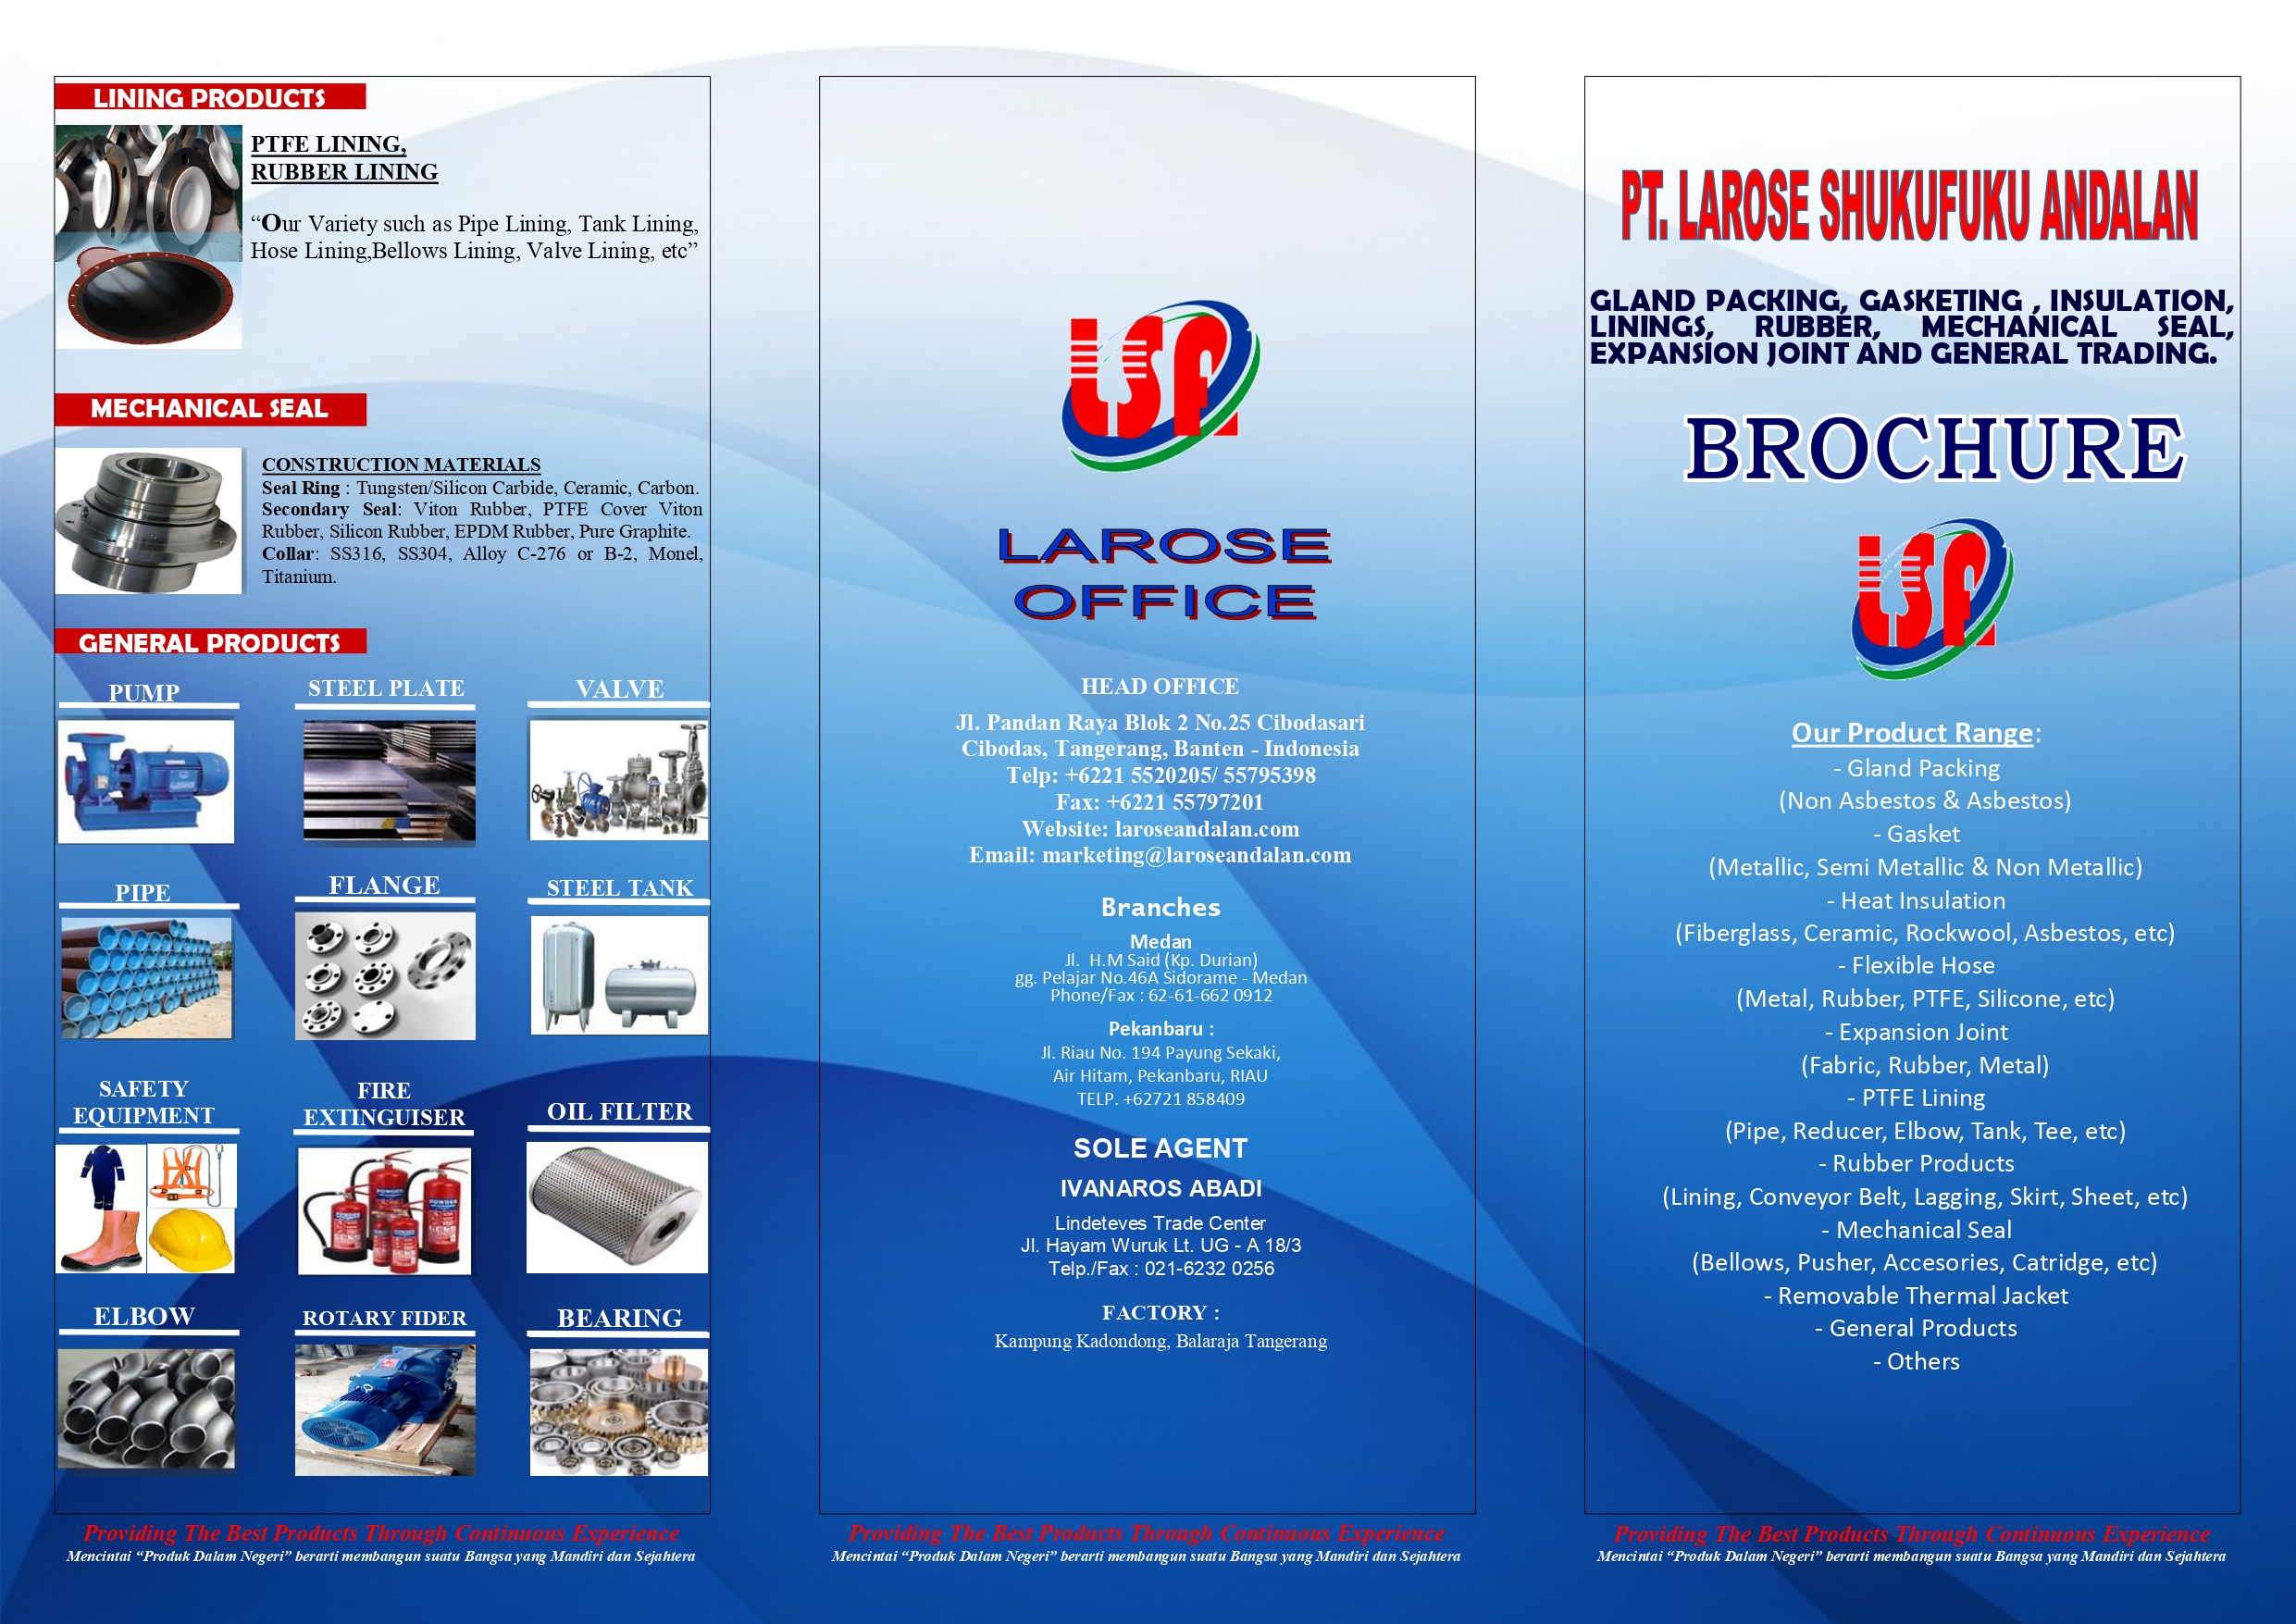 LINING PRODUCTS
PTFE LINING,
RUBBER LINING
“Our Variety such as Pipe Lining, Tank Lining,
Hose Lining,Bellows Lining, Valve Lining, etc”
MECHANICAL SEAL
CONSTRUCTION MATERIALS
Seal Ring : Tungsten/Silicon Carbide, Ceramic, Carbon.
Secondary Seal: Viton Rubber, PTFE Cover Viton
Rubber, Silicon Rubber, EPDM Rubber, Pure Graphite.
Collar: SS316, SS304, Alloy C-276 or B-2, Monel,
Titanium.
GENERAL PRODUCTS
PUMP
STEEL PLATE
VALVE
PIPE
FLANGE
STEEL TANK
SAFETY
EQUIPMENT
FIRE
EXTINGUISER
OIL FILTER
POWDER
POWDER
ELBOW
ROTARY FIDER
BEARING
Providing The Best Products Through Continuous Experience
Mencintai “Produk Dalam Negeri” berarti membangun suatu Bangsa yang Mandiri dan Sejahtera
LSA
LAROSE
OFFICE
HEAD OFFICE
Jl. Pandan Raya Blok 2 No.25 Cibodasari
Cibodas, Tangerang, Banten - Indonesia
Telp: +6221 5520205/ 55795398
Fax: +6221 55797201
Website: laroseandalan.com
Email: marketing@laroseandalan.com
Branches
Medan
Jl. H.M Said (Kp. Durian)
gg. Pelajar No.46A Sidorame - Medan
Phone/Fax : 62-61-662 0912
Pekanbaru :
Jl. Riau No. 194 Payung Sekaki,
Air Hitam, Pekanbaru, RIAU
TELP. +62721 858409
SOLE AGENT
IVANAROS ABADI
Lindeteves Trade Center
Jl. Hayam Wuruk Lt. UG - A 18/3
Telp./Fax : 021-6232 0256
FACTORY :
Kampung Kadondong, Balaraja Tangerang
Providing The Best Products Through Continuous Experience
Mencintai “Produk Dalam Negeri” berarti membangun suatu Bangsa yang Mandiri dan Sejahtera
PT. LAROSE SHUKUFUKU ANDALAN
GLAND PACKING, GASKETING , INSULATION,
LININGS, RUBBER, MECHANICAL SEAL,
EXPANSION JOINT AND GENERAL TRADING.
BROCHURE
LSA
Our Product Range:
- Gland Packing
(Non Asbestos & Asbestos)
- Gasket
(Metallic, Semi Metallic & Non Metallic)
- Heat Insulation
(Fiberglass, Ceramic, Rockwool, Asbestos, etc)
- Flexible Hose
(Metal, Rubber, PTFE, Silicone, etc)
- Expansion Joint
(Fabric, Rubber, Metal)
- PTFE Lining
(Pipe, Reducer, Elbow, Tank, Tee, etc)
- Rubber Products
(Lining, Conveyor Belt, Lagging, Skirt, Sheet, etc)
- Mechanical Seal
(Bellows, Pusher, Accesories, Catridge, etc)
- Removable Thermal Jacket
- General Products
- Others
Providing The Best Products Through Continuous Experience
Mencintai “Produk Dalam Negeri” berarti membangun suatu Bangsa yang Mandiri dan Sejahtera